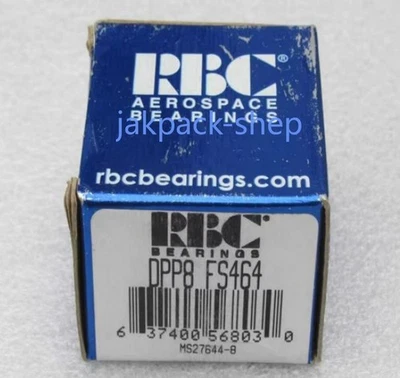 RBC®
AEROSPACE
BEARINGS
jakpack-shep
rbcbearings.com
RBC
BEARINGS
DPP8 FS464
6 37400 56803 0
MS27644-8